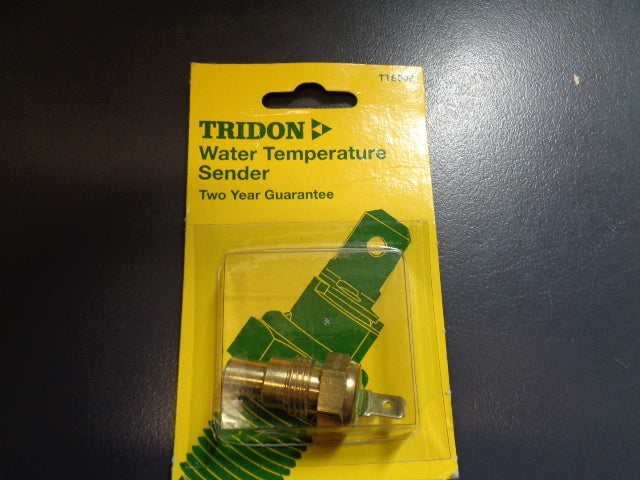 TRIDON
Water Temperature
Sender
Two Year Guarantee